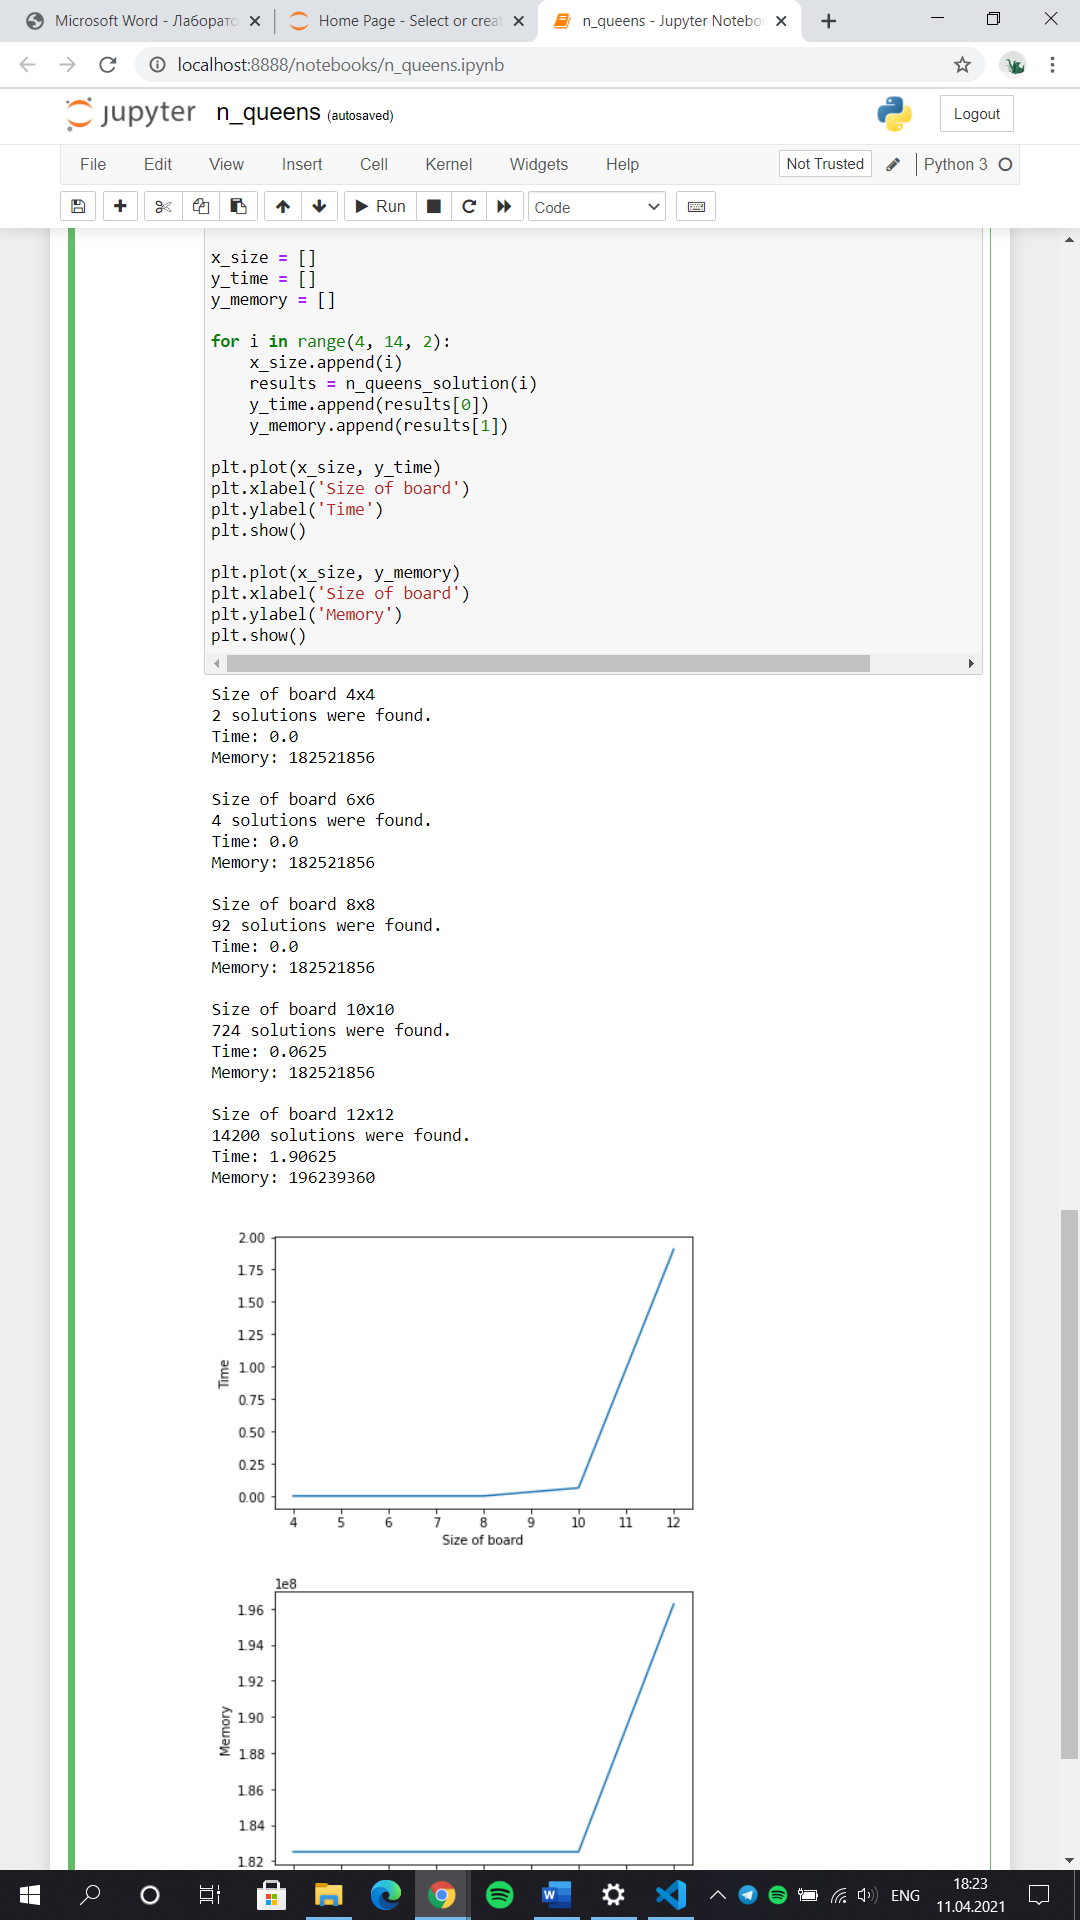 Microsoft Word - Лаборато
Home Page - Select or creat
n_queens - Jupyter Notebo
localhost:8888/notebooks/n_queens.ipynb
jupyter n_queens (autosaved)
Logout
File Edit View Insert Cell Kernel Widgets Help
Not Trusted
Python 3
Run
Code
x_size = []
y_time = []
y_memory = []
for i in range(4, 14, 2):
    x_size.append(i)
    results = n_queens_solution(i)
    y_time.append(results[0])
    y_memory.append(results[1])
plt.plot(x_size, y_time)
plt.xlabel('Size of board')
plt.ylabel('Time')
plt.show()
plt.plot(x_size, y_memory)
plt.xlabel('Size of board')
plt.ylabel('Memory')
plt.show()
Size of board 4x4
2 solutions were found.
Time: 0.0
Memory: 182521856
Size of board 6x6
4 solutions were found.
Time: 0.0
Memory: 182521856
Size of board 8x8
92 solutions were found.
Time: 0.0
Memory: 182521856
Size of board 10x10
724 solutions were found.
Time: 0.0625
Memory: 182521856
Size of board 12x12
14200 solutions were found.
Time: 1.90625
Memory: 196239360
2.00
1.75
1.50
1.25
1.00
0.75
0.50
0.25
0.00
Time
4 5 6 7 8 9 10 11 12
Size of board
1e8
1.96
1.94
1.92
1.90
1.88
1.86
1.84
1.82
Memory
ENG
18:23
11.04.2021